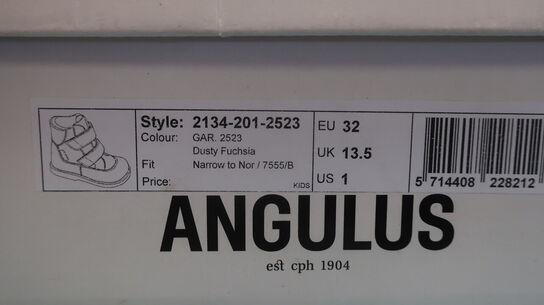 Style: 2134-201-2523
Colour: GAR. 2523
Dusty Fuchsia
Fit Narrow to Nor / 7555/B
Price:
KIDS
EU 32
UK 13.5
US 1
5 714408 228212
ANGULUS
est cph 1904